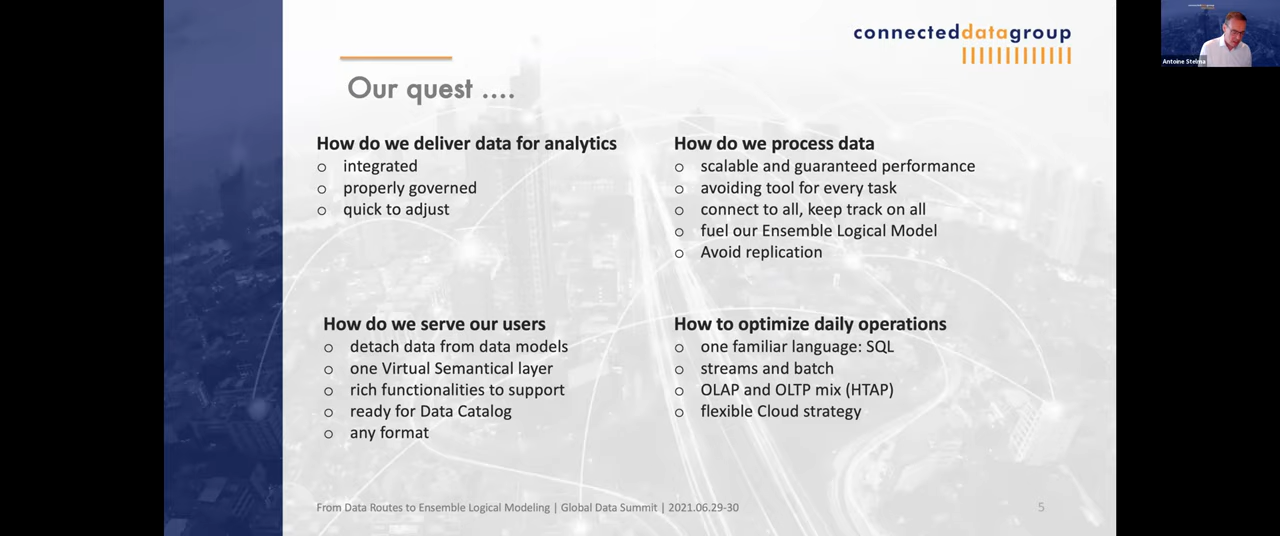 connecteddatagroup
Our quest ....
How do we deliver data for analytics
o integrated
o properly governed
o quick to adjust
How do we process data
o scalable and guaranteed performance
o avoiding tool for every task
o connect to all, keep track on all
o fuel our Ensemble Logical Model
o Avoid replication
How do we serve our users
o detach data from data models
o one Virtual Semantical layer
o rich functionalities to support
o ready for Data Catalog
o any format
How to optimize daily operations
o one familiar language: SQL
o streams and batch
o OLAP and OLTP mix (HTAP)
o flexible Cloud strategy
From Data Routes to Ensemble Logical Modeling | Global Data Summit | 2021.06.29-30
5
Antoine Stelma